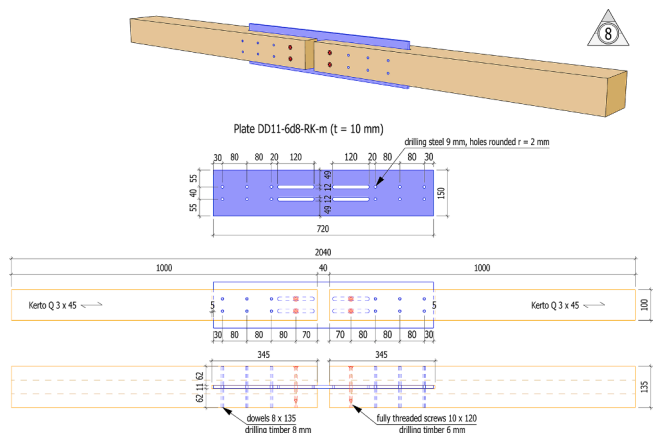 8
Plate DD11-6d8-RK-m (t = 10 mm)
drilling steel 9 mm, holes rounded r = 2 mm
30 80 80 20 120 120 20 80 80 30
55 40 55
49 12 12 49
150
720
2040
1000 40 1000
Kerto Q 3 x 45
Kerto Q 3 x 45
5 5
100
30 80 80 80 70 70 80 80 80 30
345 345
62 11 62
135
dowels 8 x 135
drilling timber 8 mm
fully threaded screws 10 x 120
drilling timber 6 mm